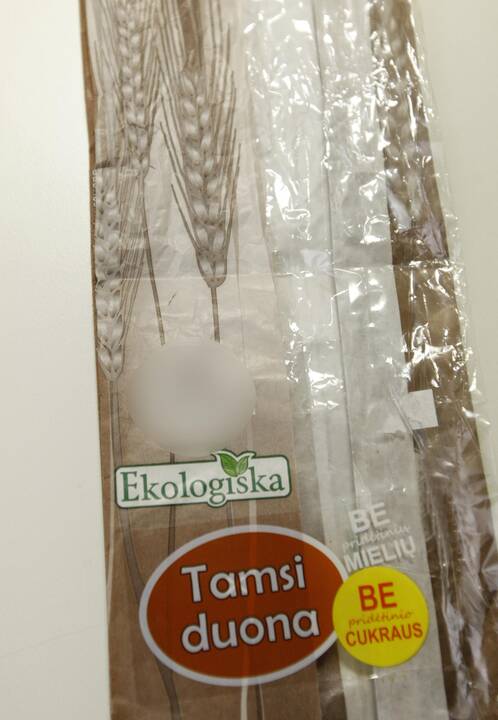 Ekologiška
Tamsi
duona
BE
pridėtinių
MIELIŲ
BE
pridėtinio
CUKRAUS